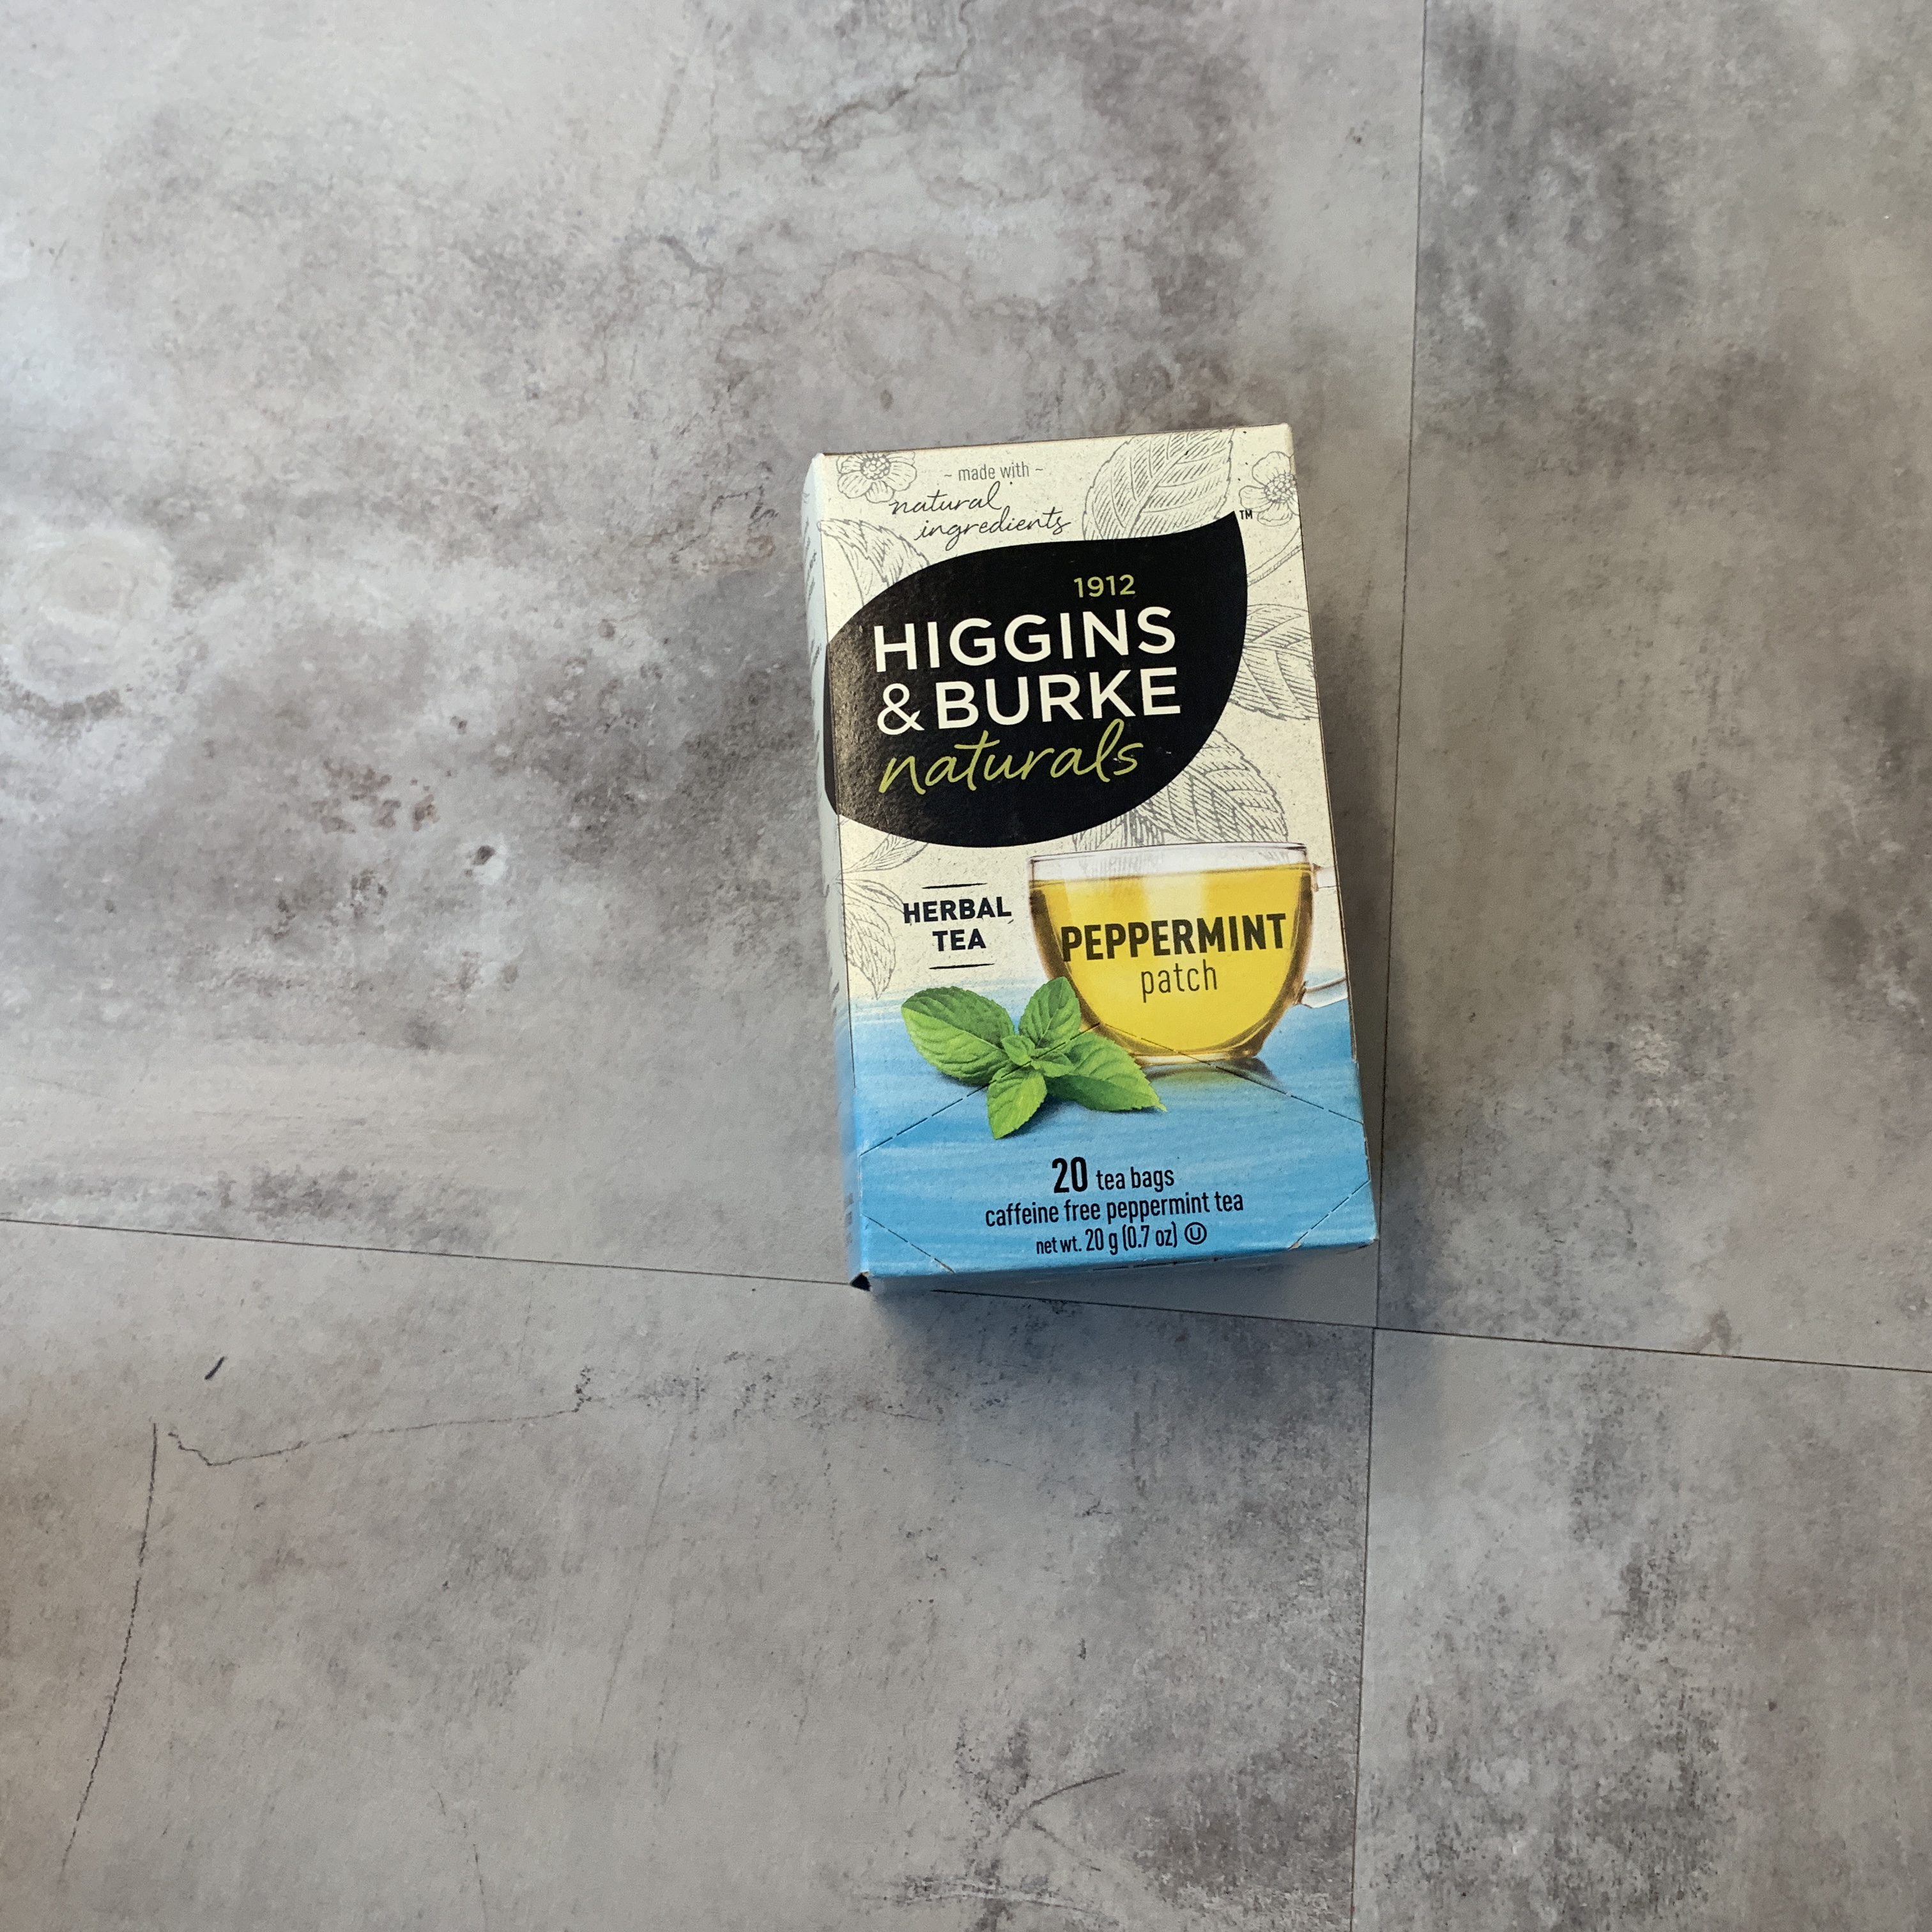 - made with -
natural
ingredients
1912
HIGGINS
& BURKE
naturals
TM
HERBAL
TEA
PEPPERMINT
patch
20 tea bags
caffeine free peppermint tea
net wt. 20 g (0.7 oz) U